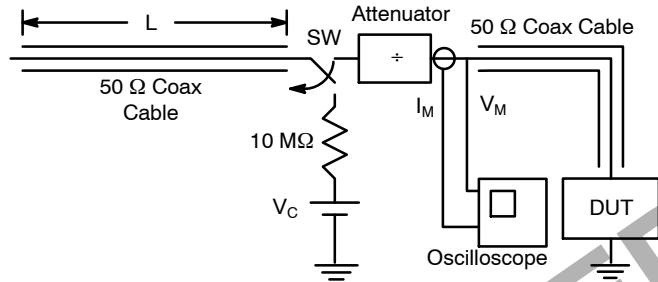 L
50 Ω Coax
Cable
SW
Attenuator
÷
50 Ω Coax Cable
I_M
V_M
10 MΩ
V_C
Oscilloscope
DUT